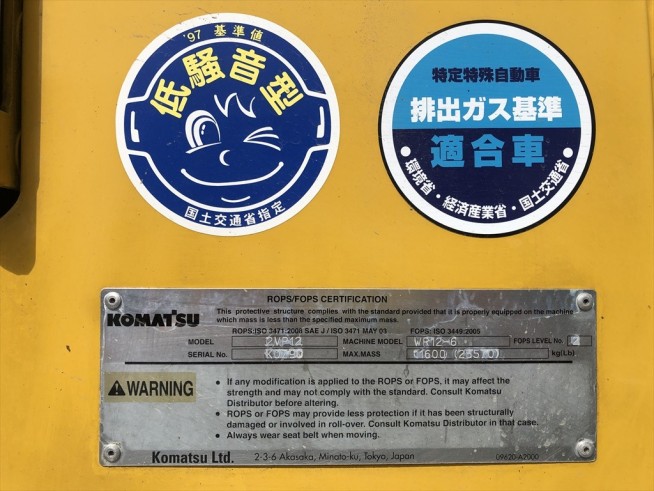 '97 基準値
低騒音型
国土交通省指定
特定特殊自動車
排出ガス基準
適合車
・環境省・経済産業省・国土交通省・
ROPS/FOPS CERTIFICATION
KOMATSU
This protective structure complies with the standard provided that it is properly equipped on the machine
which mass is less than the specified maximum mass.
ROPS:ISO 3471:2008 SAE J / ISO 3471 MAY 03 FOPS: ISO 3449:2005
MODEL 2VP12 MACHINE MODEL WR12-6 FOPS LEVEL No
SERIAL No. MAX.MASS kg(Lb)
WARNING
• If any modification is applied to the ROPS or FOPS, it may affect the
strength and may not comply with the standard. Consult Komatsu
Distributor before altering.
• ROPS or FOPS may provide less protection if it has been structurally
damaged or involved in roll-over. Consult Komatsu Distributor in that case.
• Always wear seat belt when moving.
Komatsu Ltd. 2-3-6 Akasaka, Minato-ku, Tokyo, Japan 09620-A2000